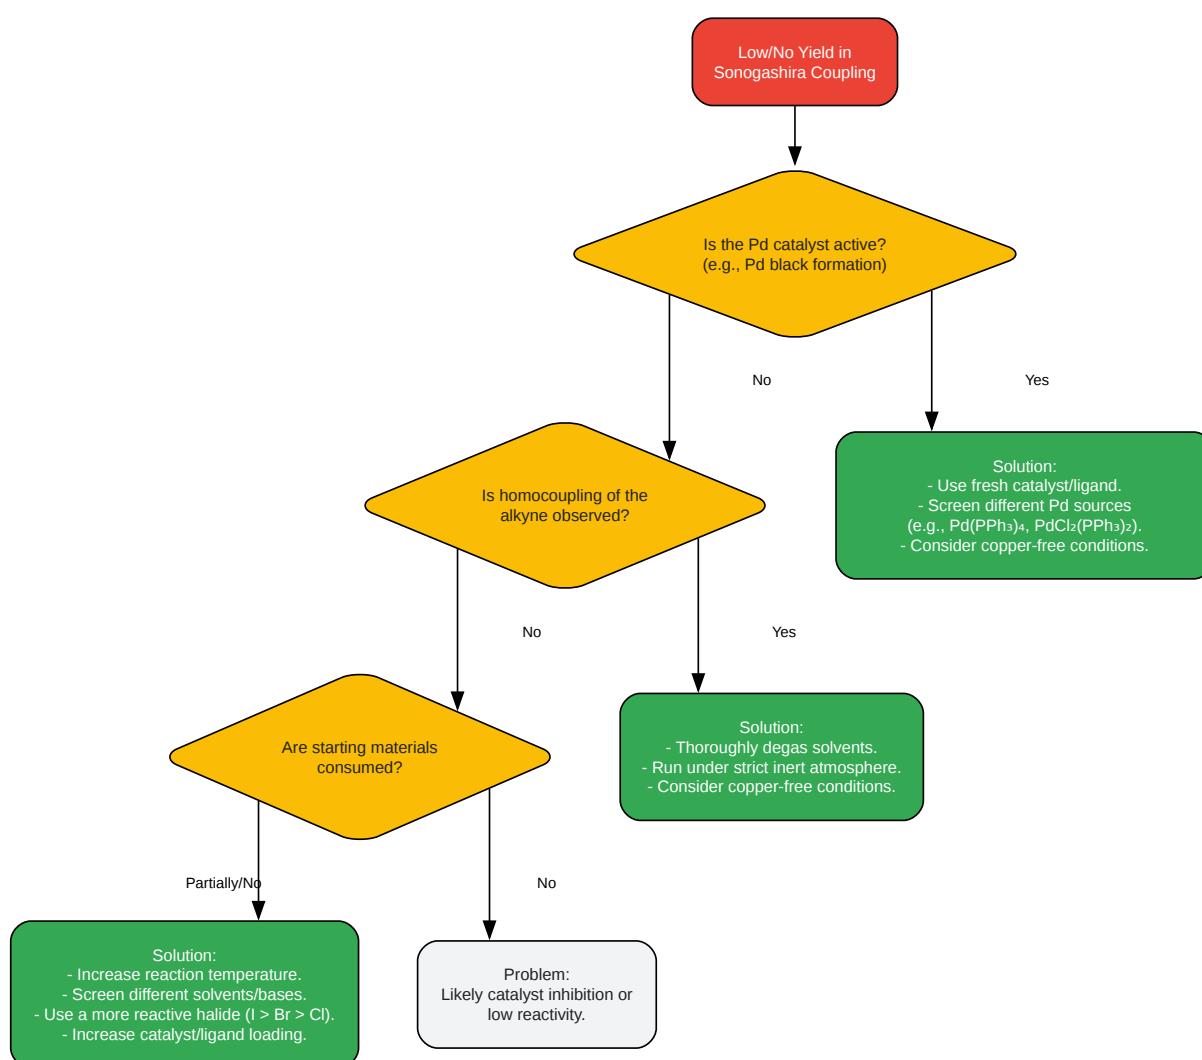 Low/No Yield in
Sonogashira Coupling
Is the Pd catalyst active?
(e.g., Pd black formation)
No
Yes
Is homocoupling of the
alkyne observed?
Solution:
- Use fresh catalyst/ligand.
- Screen different Pd sources
(e.g., Pd(PPh₃)₄, PdCl₂(PPh₃)₂).
- Consider copper-free conditions.
No
Yes
Are starting materials
consumed?
Solution:
- Thoroughly degas solvents.
- Run under strict inert atmosphere.
- Consider copper-free conditions.
Partially/No
No
Solution:
- Increase reaction temperature.
- Screen different solvents/bases.
- Use a more reactive halide (I > Br > Cl).
- Increase catalyst/ligand loading.
Problem:
Likely catalyst inhibition or
low reactivity.